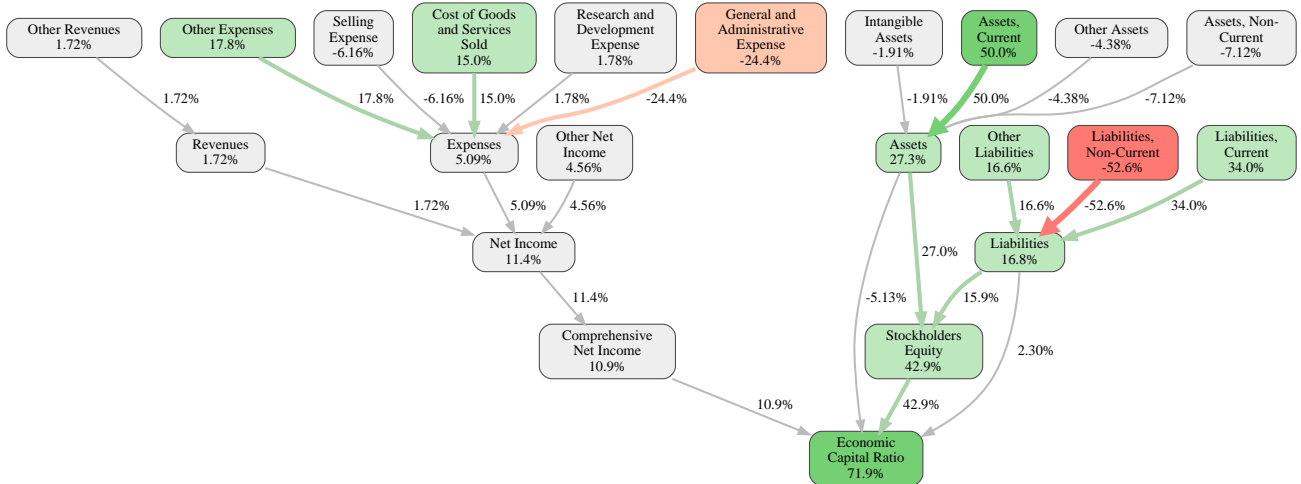 Other Revenues
1.72%
Other Expenses
17.8%
Selling
Expense
-6.16%
Cost of Goods
and Services
Sold
15.0%
Research and
Development
Expense
1.78%
General and
Administrative
Expense
-24.4%
Intangible
Assets
-1.91%
Assets,
Current
50.0%
Other Assets
-4.38%
Assets, Non-
Current
-7.12%
1.72%
17.8%
-6.16%
15.0%
1.78%
-24.4%
-1.91%
50.0%
-4.38%
-7.12%
Revenues
1.72%
Expenses
5.09%
Other Net
Income
4.56%
Assets
27.3%
Other
Liabilities
16.6%
Liabilities,
Non-Current
-52.6%
Liabilities,
Current
34.0%
1.72%
5.09%
4.56%
16.6%
-52.6%
34.0%
Net Income
11.4%
27.0%
Liabilities
16.8%
11.4%
-5.13%
15.9%
Comprehensive
Net Income
10.9%
Stockholders
Equity
42.9%
2.30%
10.9%
42.9%
Economic
Capital Ratio
71.9%